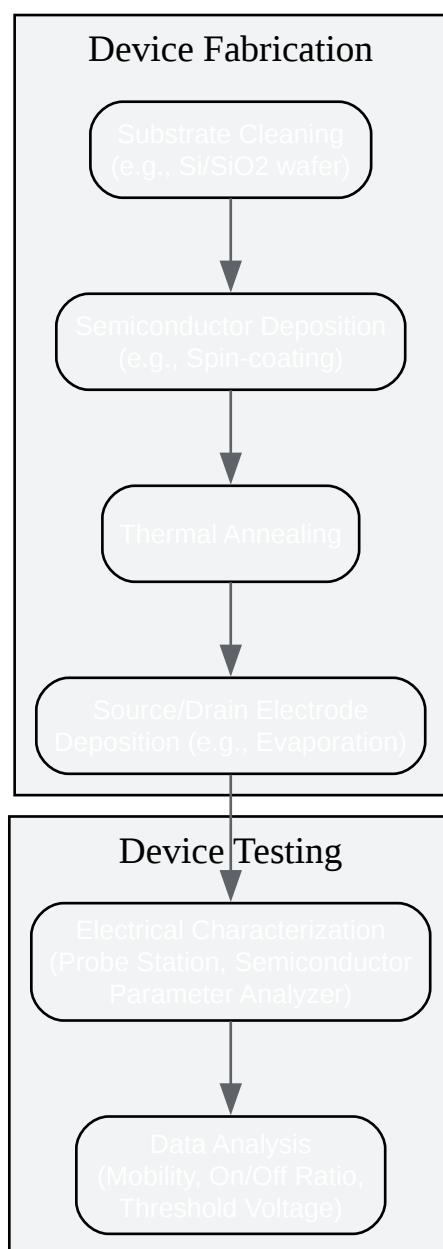 Device Fabrication
Substrate Cleaning
(e.g., Si/SiO2 wafer)
Semiconductor Deposition
(e.g., Spin-coating)
Thermal Annealing
Source/Drain Electrode
Deposition (e.g., Evaporation)
Device Testing
Electrical Characterization
(Probe Station, Semiconductor
Parameter Analyzer)
Data Analysis
(Mobility, On/Off Ratio,
Threshold Voltage)